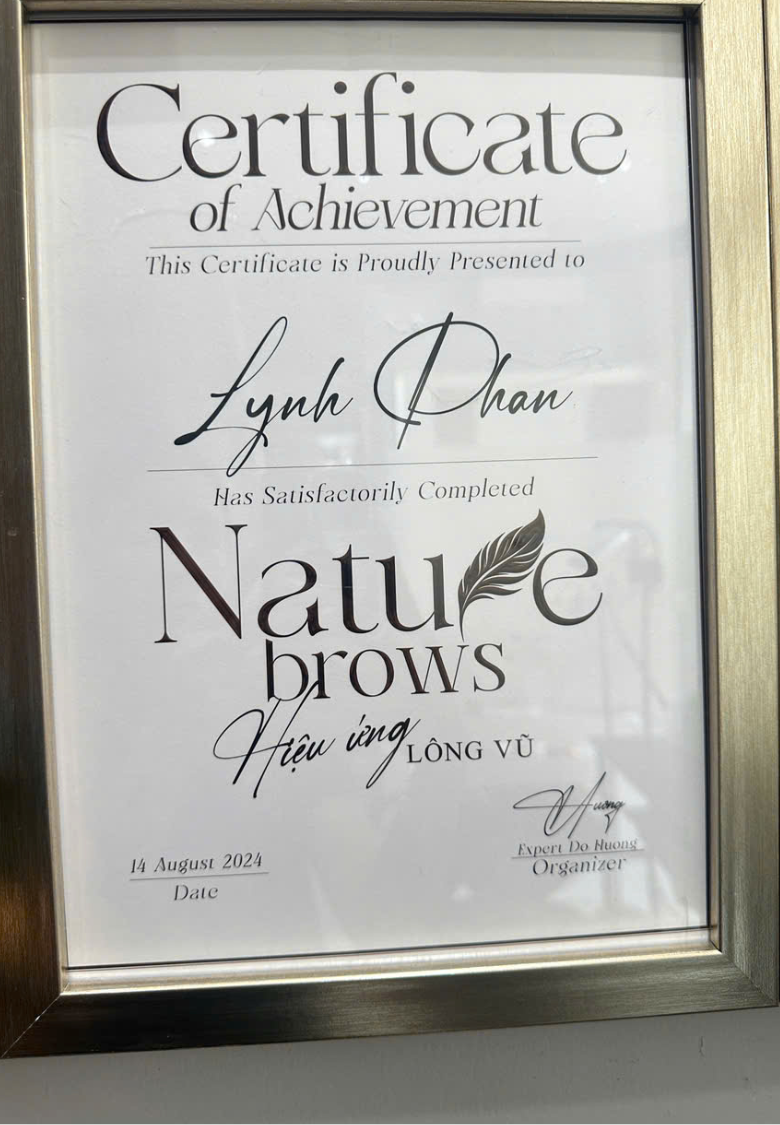 Certificate
of Achievement
This Certificate is Proudly Presented to
Lynh Phan
Has Satisfactorily Completed
Nature
brows
Hiệu ứng LÔNG VŨ
Hương
Expert Do Huong
14 August 2024
Organizer
Date